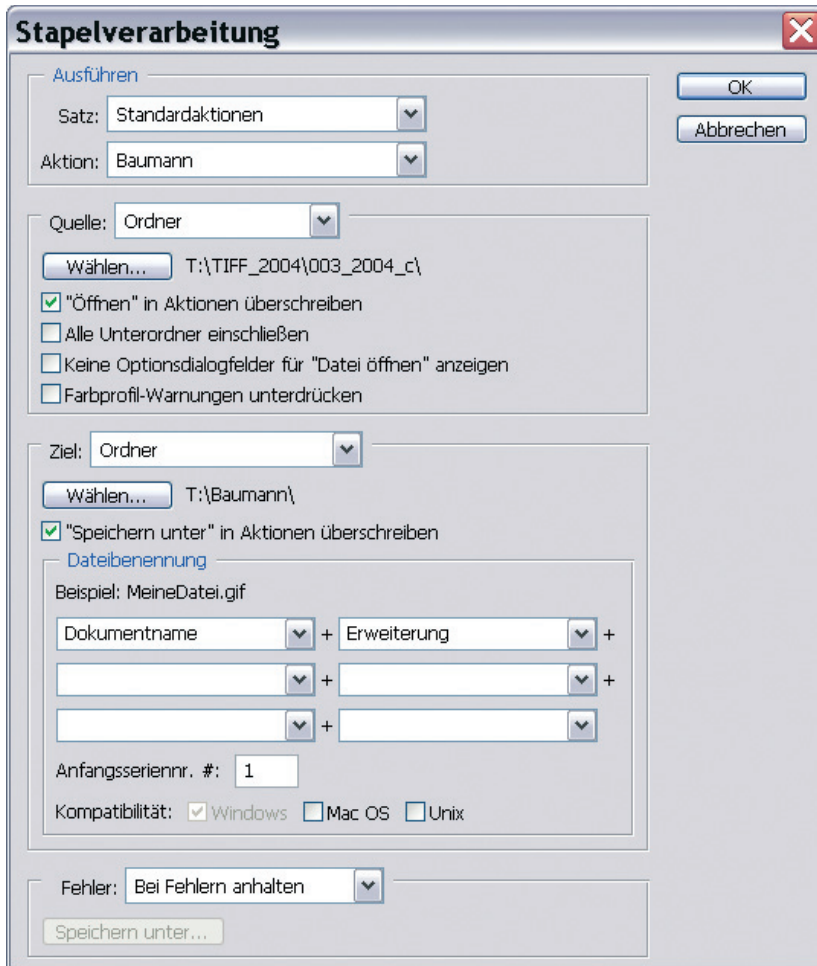 Stapelverarbeitung
Ausführen
Satz: Standardaktionen
Aktion: Baumann
OK
Abbrechen
Quelle: Ordner
Wählen... T:\TIFF_2004\003_2004_c\
"Öffnen" in Aktionen überschreiben
Alle Unterordner einschließen
Keine Optionsdialogfelder für "Datei öffnen" anzeigen
Farbprofil-Warnungen unterdrücken
Ziel: Ordner
Wählen... T:\Baumann\
"Speichern unter" in Aktionen überschreiben
Dateibenennung
Beispiel: MeineDatei.gif
Dokumentname + Erweiterung +
+ +
+
Anfangsseriennr. #: 1
Kompatibilität: Windows Mac OS Unix
Fehler: Bei Fehlern anhalten
Speichern unter...